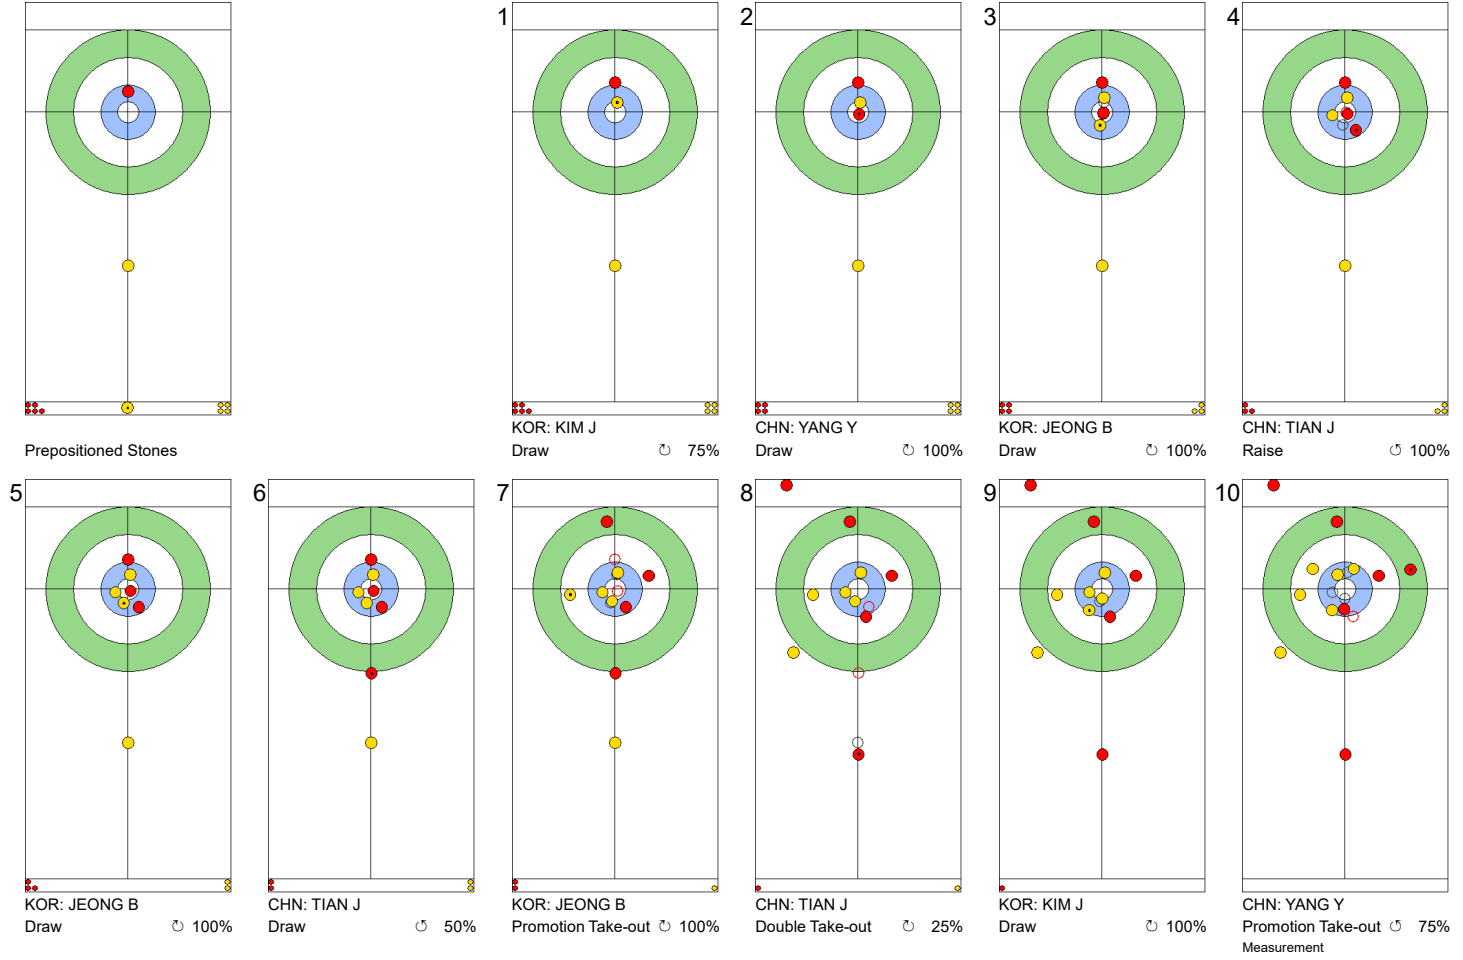 Prepositioned Stones
1
KOR: KIM J
Draw ↻ 75%
2
CHN: YANG Y
Draw ↻ 100%
3
KOR: JEONG B
Draw ↻ 100%
4
CHN: TIAN J
Raise ↺ 100%
5
KOR: JEONG B
Draw ↻ 100%
6
CHN: TIAN J
Draw ↺ 50%
7
KOR: JEONG B
Promotion Take-out ↻ 100%
8
CHN: TIAN J
Double Take-out ↻ 25%
9
KOR: KIM J
Draw ↻ 100%
10
CHN: YANG Y
Promotion Take-out ↺ 75%
Measurement